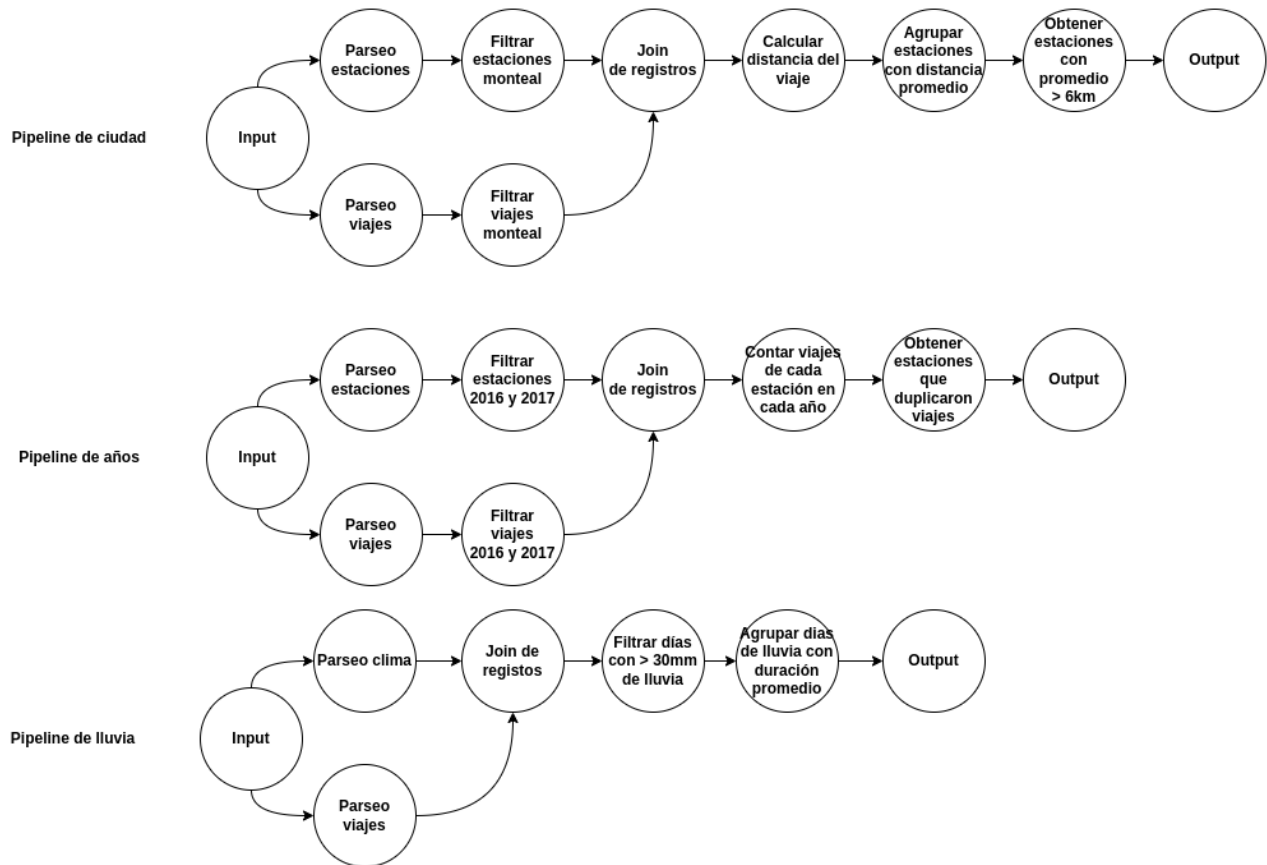 Parseo
estaciones
Filtrar
estaciones
monteal
Join
de registros
Calcular
distancia del
viaje
Agrupar
estaciones
con distancia
promedio
Obtener
estaciones
con
promedio
> 6km
Output
Pipeline de ciudad
Input
Parseo
viajes
Filtrar
viajes
monteal
Parseo
estaciones
Filtrar
estaciones
2016 y 2017
Join
de registros
Contar viajes
de cada
estación en
cada año
Obtener
estaciones
que
duplicaron
viajes
Output
Pipeline de años
Input
Parseo
viajes
Filtrar
viajes
2016 y 2017
Parseo clima
Join de
registos
Filtrar días
con > 30mm
de lluvia
Agrupar dias
de lluvia con
duración
promedio
Output
Pipeline de lluvia
Input
Parseo
viajes